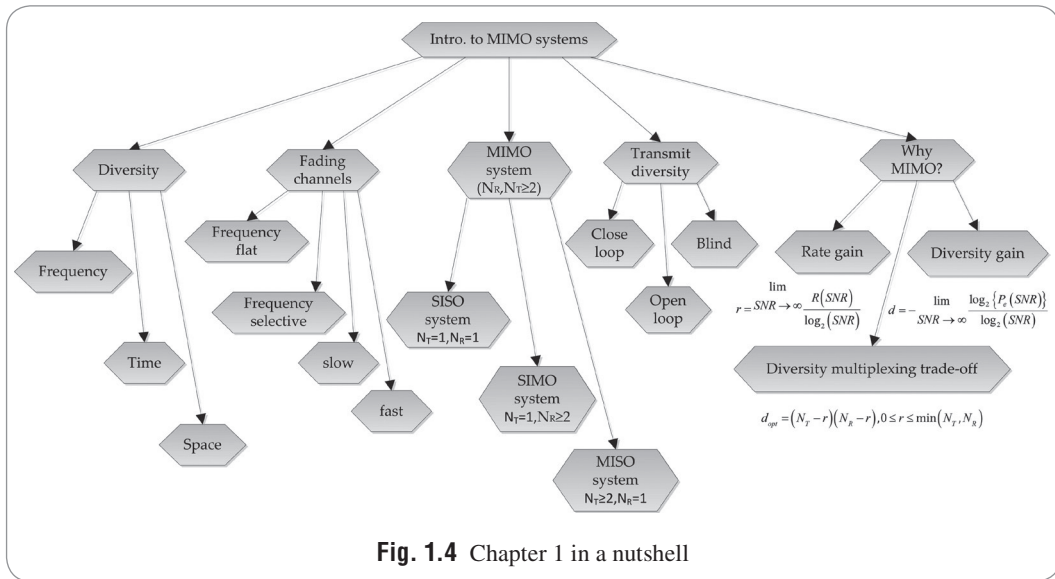 Intro. to MIMO systems
Diversity
Fading
channels
MIMO
system
(NR,NT≥2)
Transmit
diversity
Why
MIMO?
Frequency
Time
Space
Frequency
flat
Frequency
selective
slow
fast
SISO
system
NT=1,NR=1
SIMO
system
NT=1,NR≥2
MISO
system
NT≥2,NR=1
Close
loop
Open
loop
Blind
Rate gain
r = lim SNR→∞ R(SNR) / log2(SNR)
Diversity gain
d = − lim SNR→∞ log2{Pe(SNR)} / log2(SNR)
Diversity multiplexing trade-off
dopt = (NT − r)(NR − r), 0 ≤ r ≤ min(NT, NR)
Fig. 1.4 Chapter 1 in a nutshell